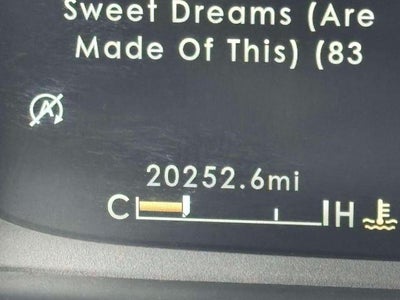 Sweet Dreams (Are
Made Of This) (83
A
20252.6mi
C H